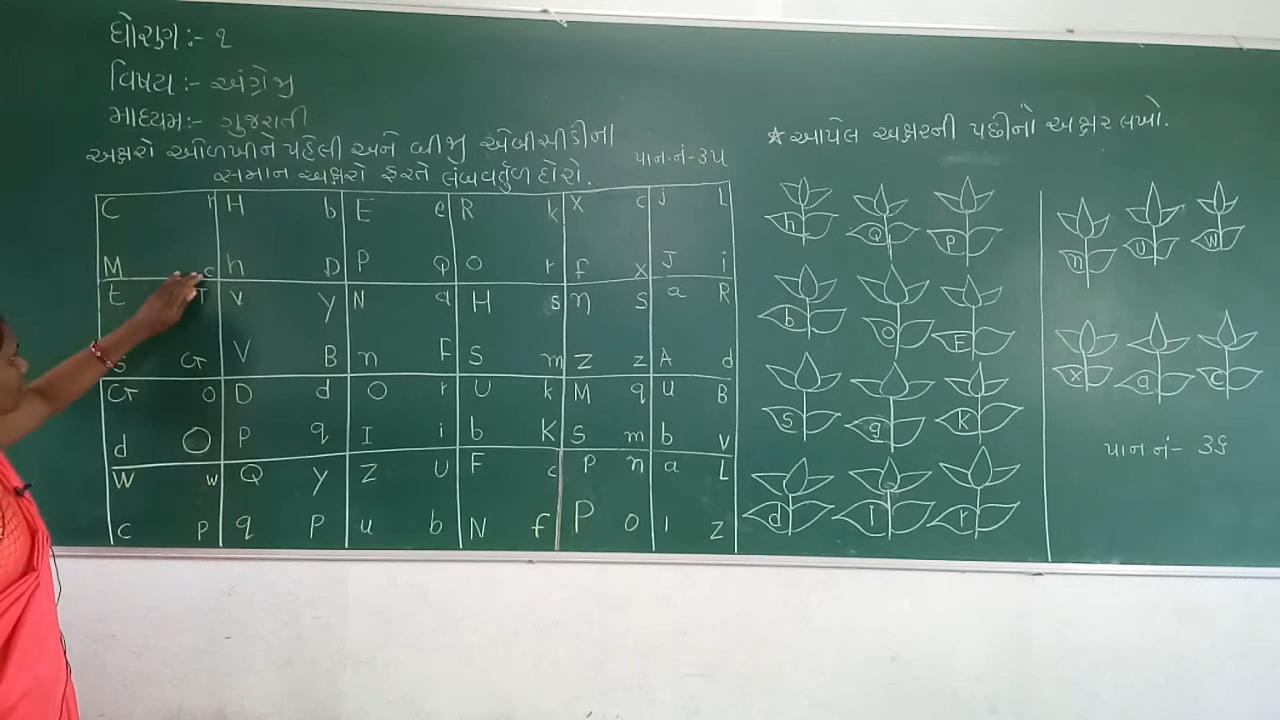 ધોરણ:- ૧
વિષય:- અંગ્રેજી
માધ્યમ:- ગુજરાતી
અક્ષરો ઓળખીને પહેલી અને બીજી એબીસીડીના
સમાન અક્ષરો ફરતે લંબવર્તુળ દોરો.
પાન.નં-૩૫
C r H b E e R k X c j L
M c h D P Q O r f x J i
t T v y N a H s n s a R
G V B n F S m Z z A d
G O D d O r U k M q u B
d O P q I i b K S m b v
W w Q y Z U F c P n a L
c p q P u b N f P o l z
* આપેલ અક્ષરની પછીનો અક્ષર લખો.
h Q P
b O E
S g K
d l r
n u w
x a C
પાન નં- ૩૬